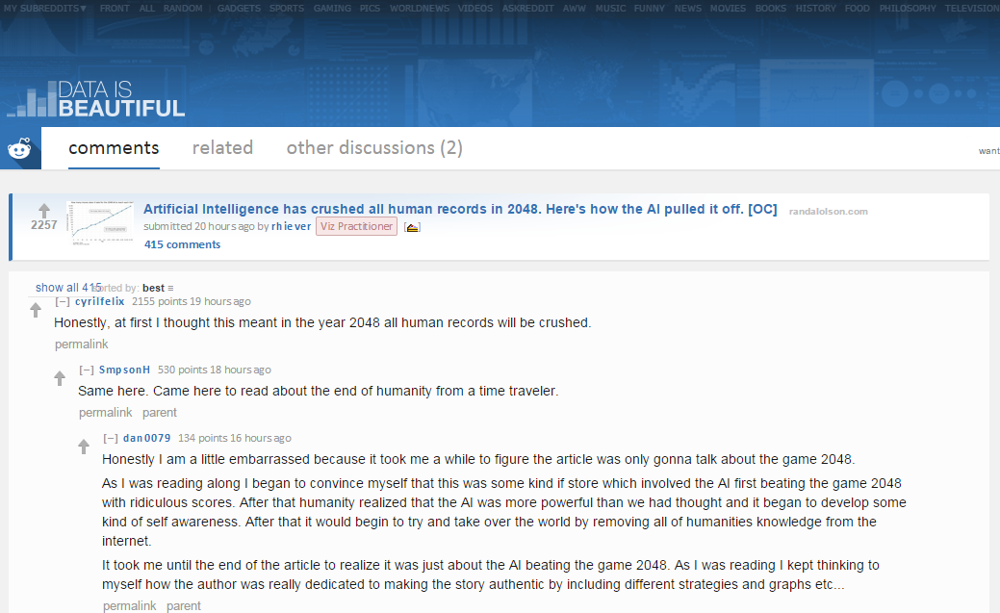 MY SUBREDDITS▼ FRONT ALL RANDOM | GADGETS SPORTS GAMING PICS WORLDNEWS VIDEOS ASKREDDIT AWW MUSIC FUNNY NEWS MOVIES BOOKS HISTORY FOOD PHILOSOPHY TELEVISION
DATA IS
BEAUTIFUL
comments related other discussions (2)
want
Artificial Intelligence has crushed all human records in 2048. Here's how the AI pulled it off. [OC] randalolson.com
2257
submitted 20 hours ago by rhiever Viz Practitioner
415 comments
show all 415 sorted by: best
[–] cyrilfelix 2155 points 19 hours ago
Honestly, at first I thought this meant in the year 2048 all human records will be crushed.
permalink
[–] SmpsonH 530 points 18 hours ago
Same here. Came here to read about the end of humanity from a time traveler.
permalink parent
[–] dan0079 134 points 16 hours ago
Honestly I am a little embarrassed because it took me a while to figure the article was only gonna talk about the game 2048.
As I was reading along I began to convince myself that this was some kind if store which involved the AI first beating the game 2048
with ridiculous scores. After that humanity realized that the AI was more powerful than we had thought and it began to develop some
kind of self awareness. After that it would begin to try and take over the world by removing all of humanities knowledge from the
internet.
It took me until the end of the article to realize it was just about the AI beating the game 2048. As I was reading I kept thinking to
myself how the author was really dedicated to making the story authentic by including different strategies and graphs etc...
permalink parent